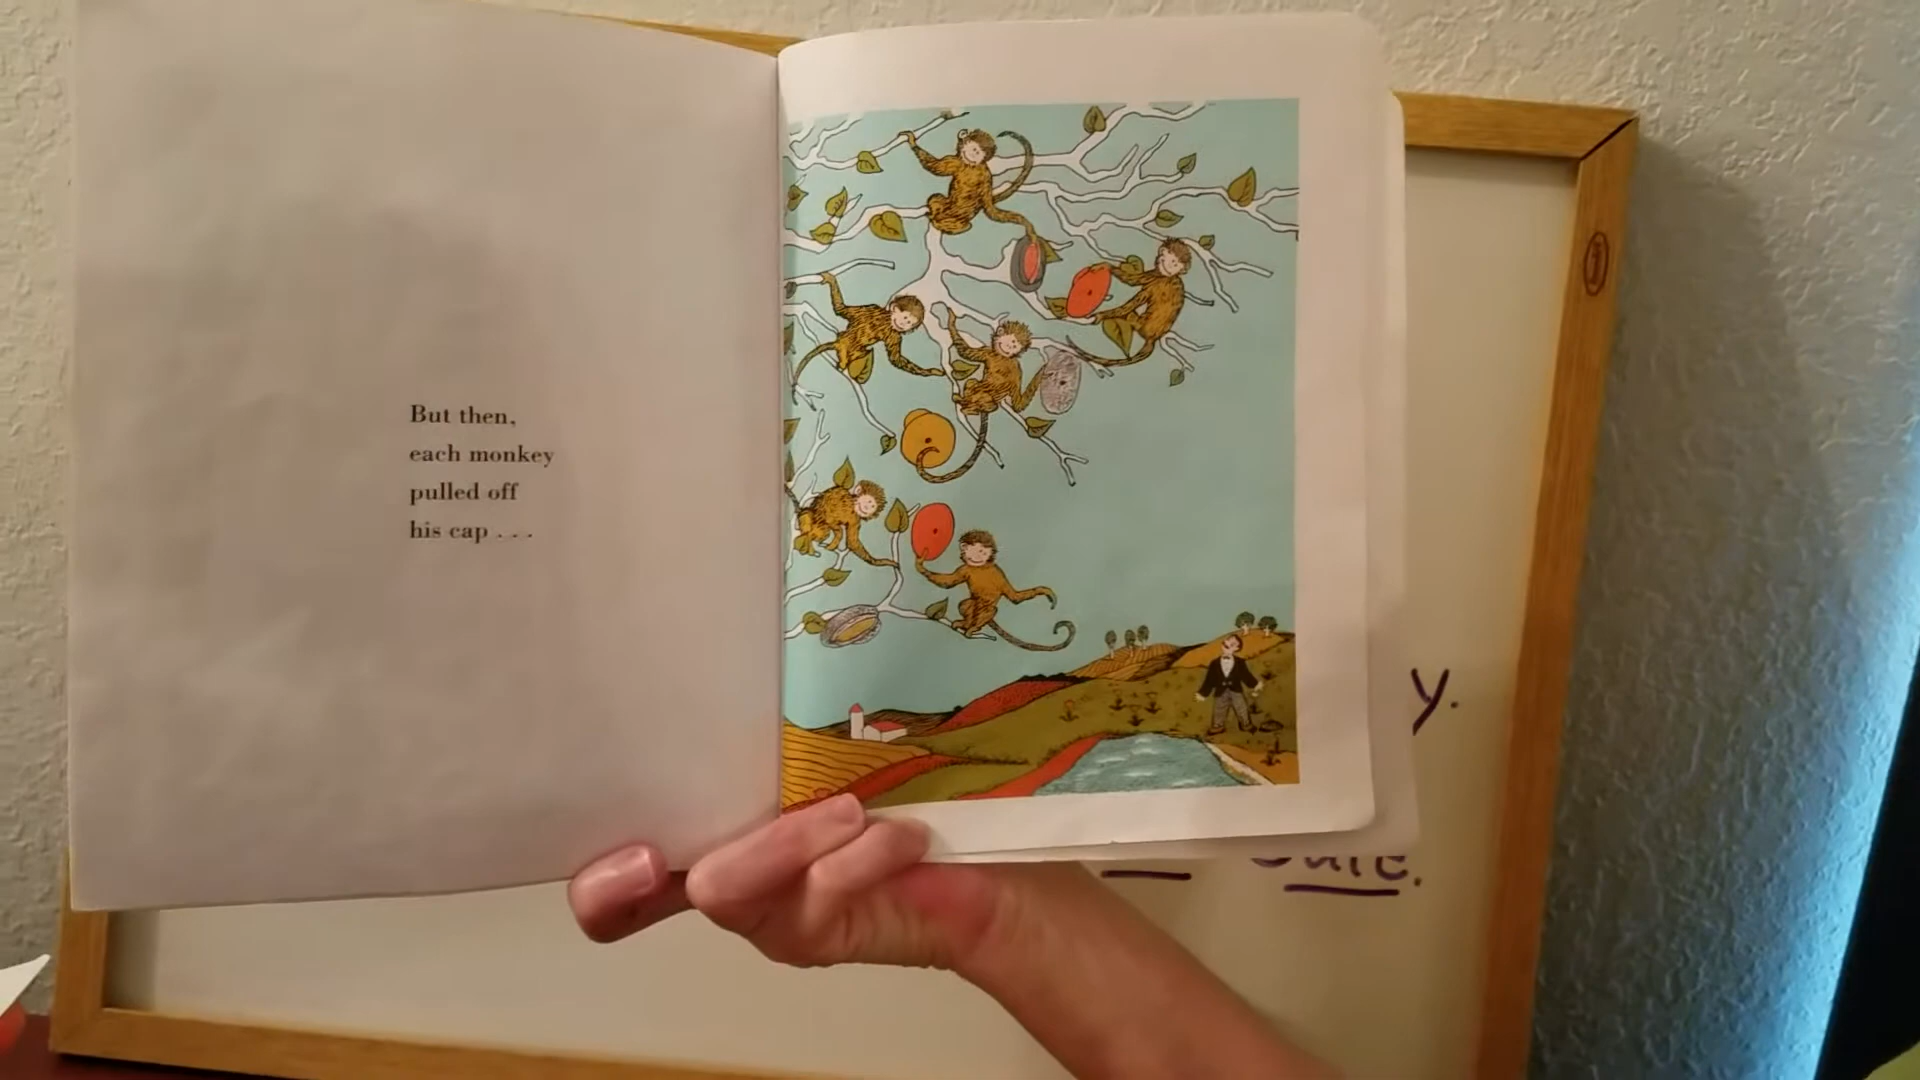 But then,
each monkey
pulled off
his cap . . .
y.